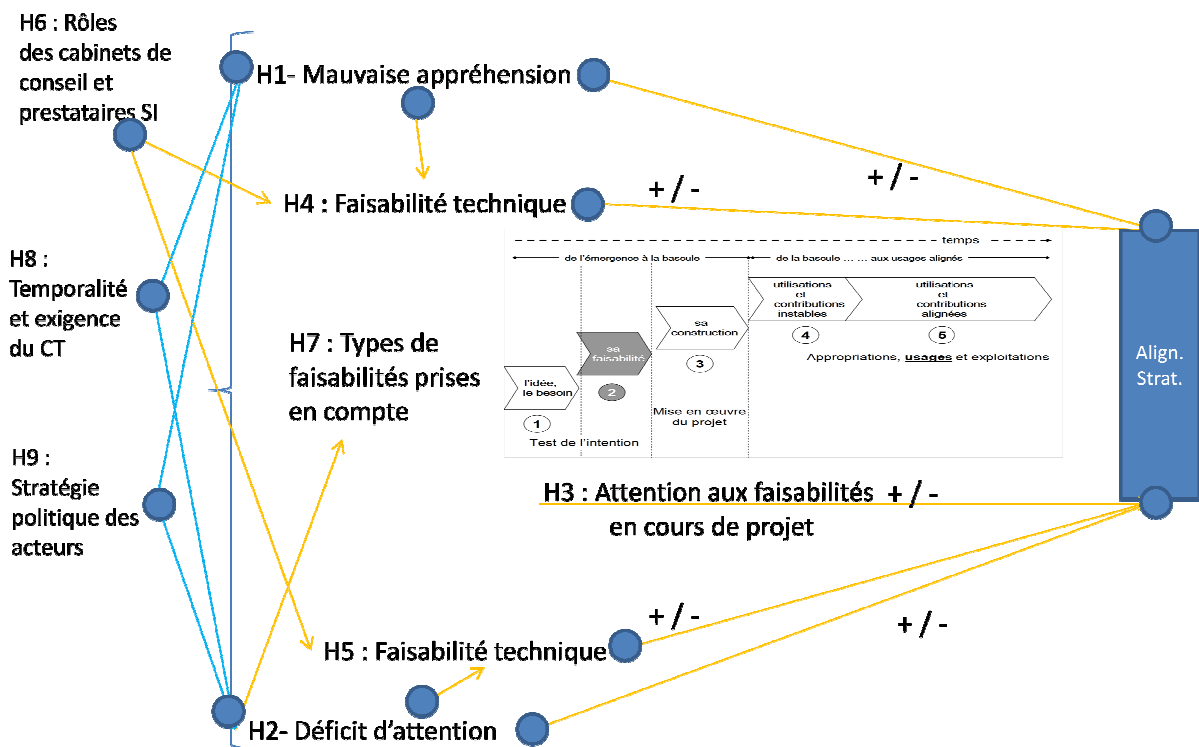 H6 : Rôles
des cabinets de
conseil et
prestataires SI
H1- Mauvaise appréhension
H4 : Faisabilité technique
+ / -
+ / -
H8 :
Temporalité
et exigence
du CT
H7 : Types de
faisabilités prises
en compte
temps
de l'émergence à la bascule
de la bascule ... ... aux usages alignés
l'idée,
le besoin
1
sa
faisabilité
2
sa
construction
3
utilisations
et
contributions
instables
4
utilisations
et
contributions
alignées
5
Appropriations, usages et exploitations
Mise en œuvre
du projet
Test de l'intention
Align.
Strat.
H9 :
Stratégie
politique des
acteurs
H3 : Attention aux faisabilités + / -
en cours de projet
+ / -
+ / -
H5 : Faisabilité technique
H2- Déficit d'attention